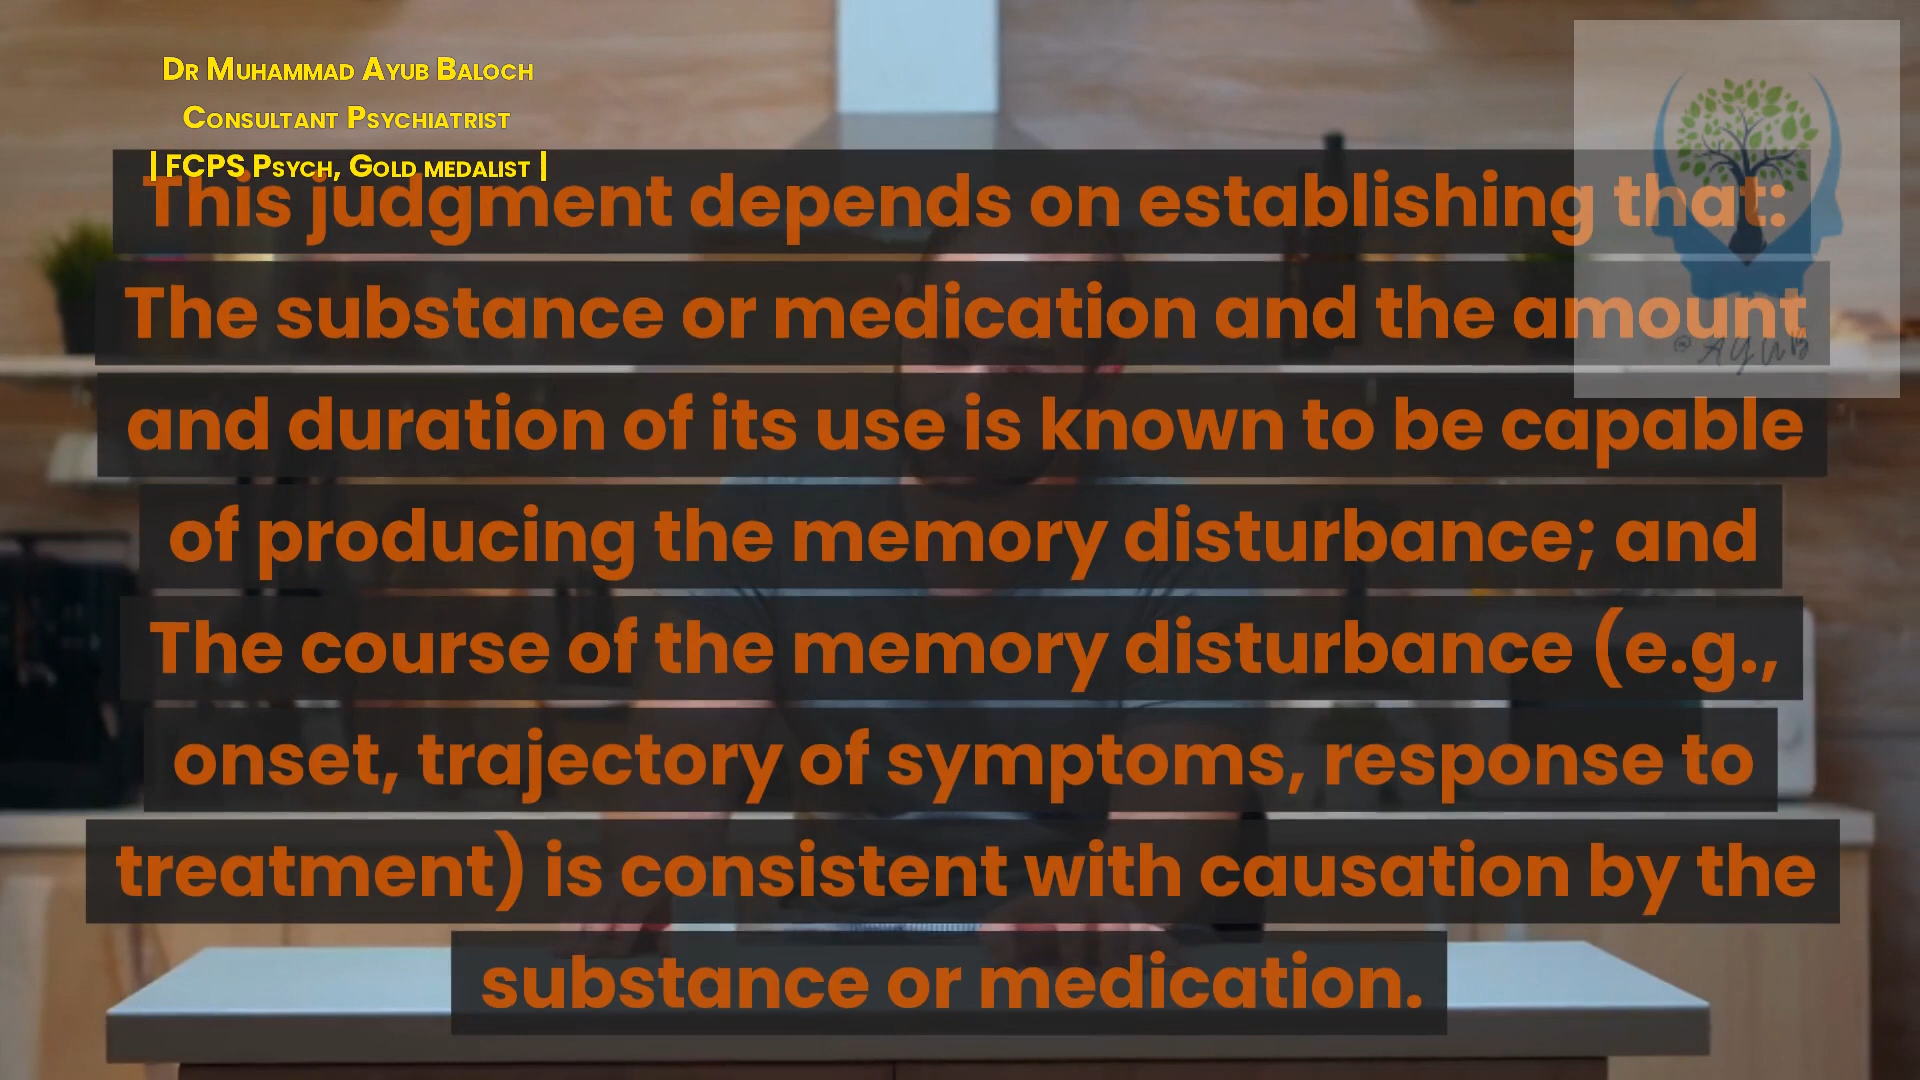 Dr Muhammad Ayub Baloch
Consultant Psychiatrist
| FCPS Psych, Gold medalist |
This judgment depends on establishing that:
The substance or medication and the amount
and duration of its use is known to be capable
of producing the memory disturbance; and
The course of the memory disturbance (e.g.,
onset, trajectory of symptoms, response to
treatment) is consistent with causation by the
substance or medication.
@ AYUB